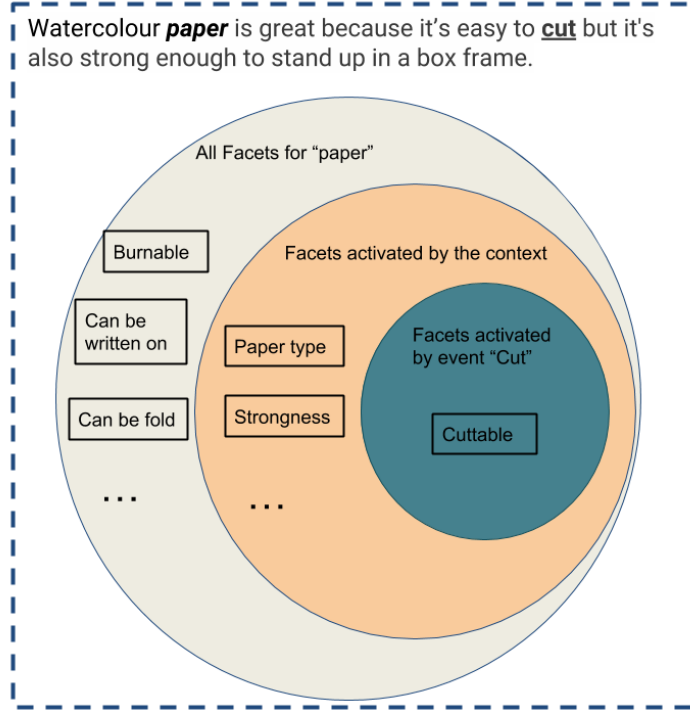 Watercolour paper is great because it’s easy to cut but it's
also strong enough to stand up in a box frame.
All Facets for “paper”
Burnable
Facets activated by the context
Can be
written on
Facets activated
by event “Cut”
Paper type
Can be fold
Strongness
Cuttable
...
...